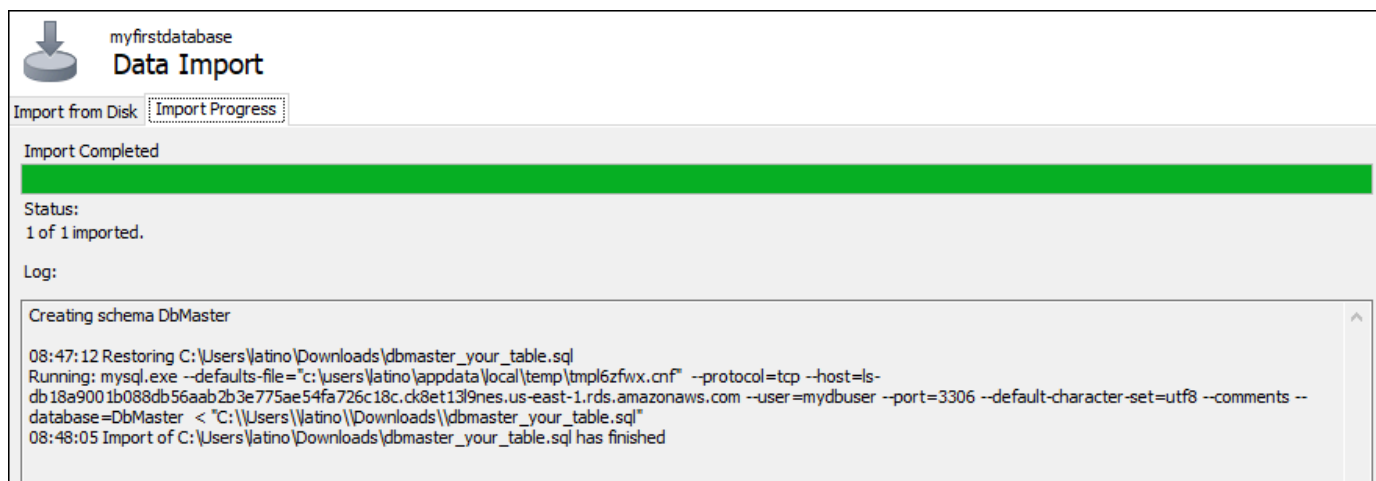 myfirstdatabase
Data Import
Import from Disk Import Progress
Import Completed
Status:
1 of 1 imported.
Log:
Creating schema DbMaster
08:47:12 Restoring C:\Users\latino\Downloads\dbmaster_your_table.sql
Running: mysql.exe --defaults-file="c:\users\latino\appdata\local\temp\tmpl6zfwx.cnf" --protocol=tcp --host=ls-
db18a9001b088db56aab2b3e775ae54fa726c18c.ck8et13l9nes.us-east-1.rds.amazonaws.com --user=mydbuser --port=3306 --default-character-set=utf8 --comments --
database=DbMaster < "C:\\Users\\latino\\Downloads\\dbmaster_your_table.sql"
08:48:05 Import of C:\Users\latino\Downloads\dbmaster_your_table.sql has finished